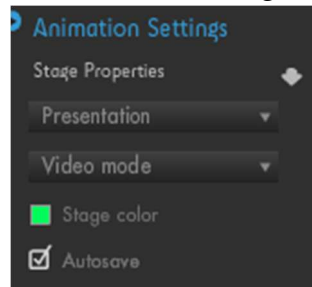 Animation Settings
Stage Properties
Presentation
Video mode
Stage color
Autosave